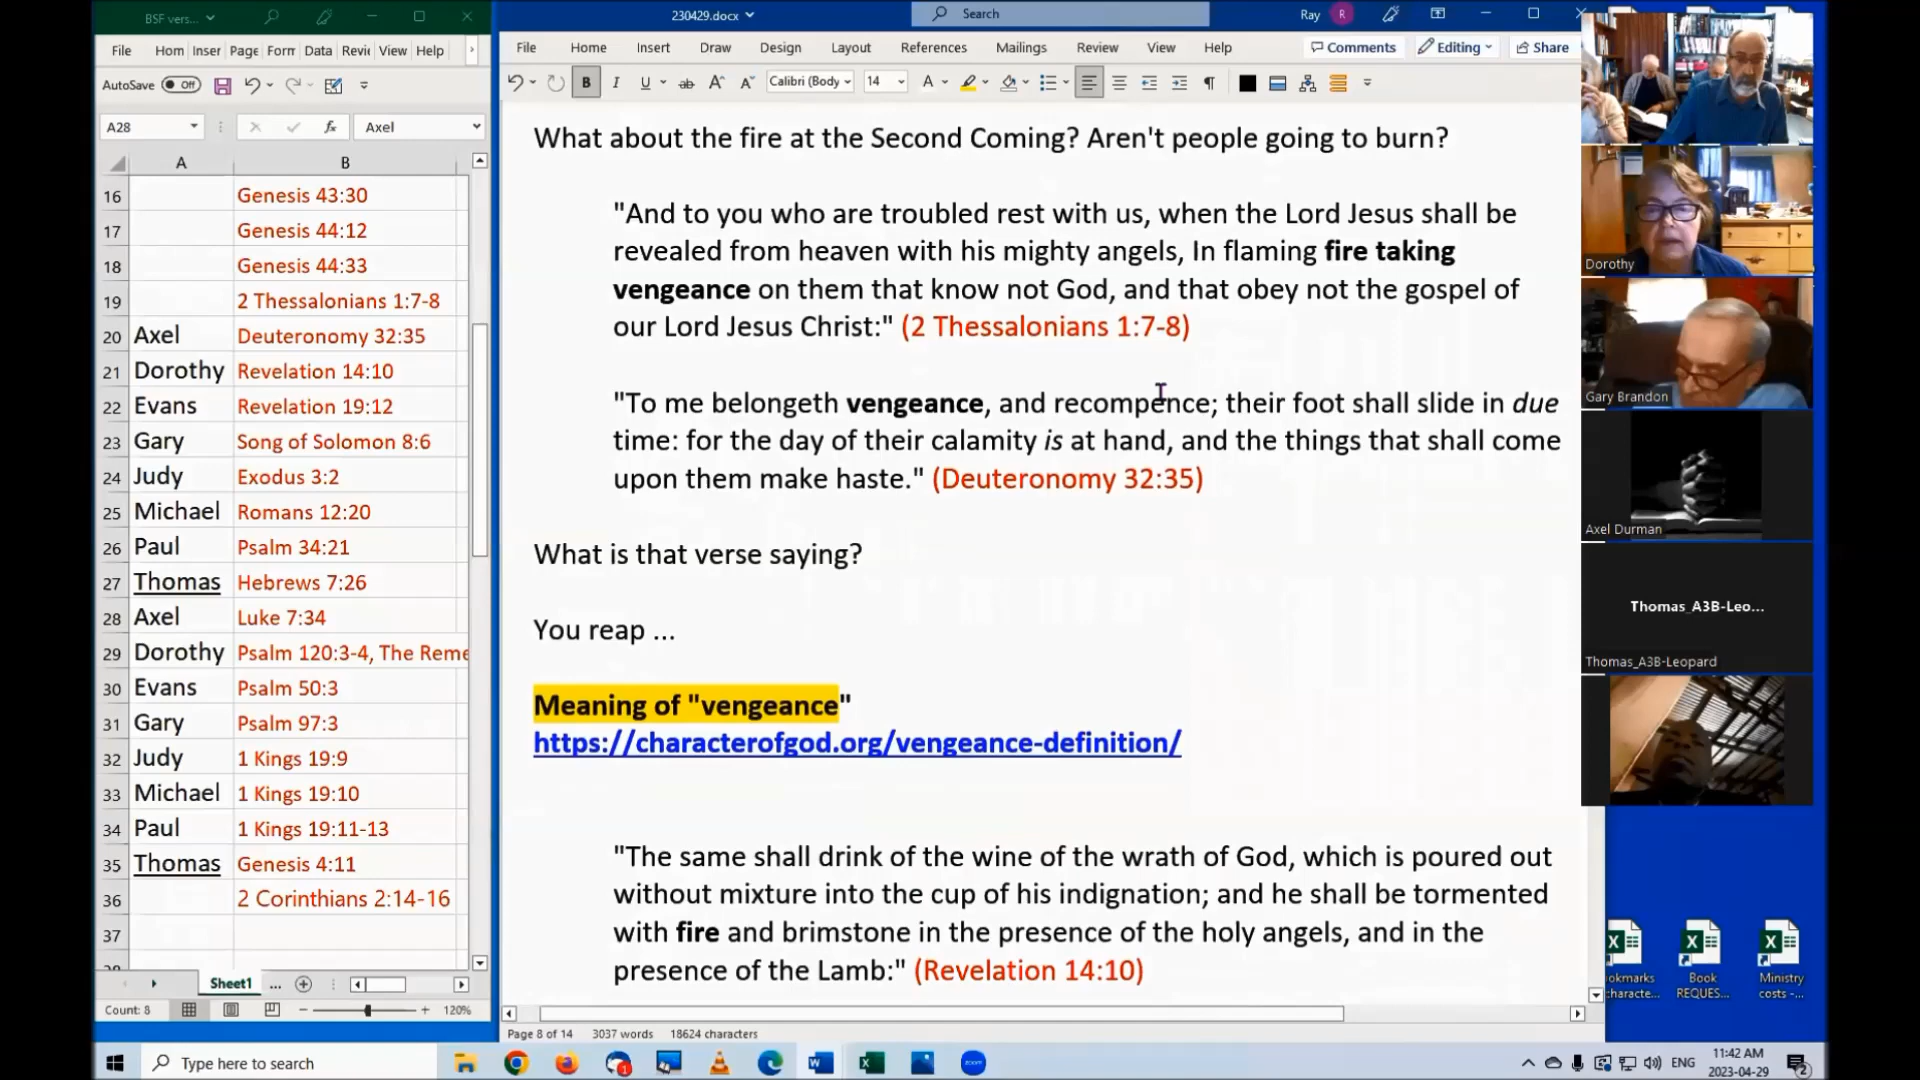 BSF vers...
File Hom Inser Page Forr Data Revi View Help
AutoSave Off
A28 fx Axel
A B
16 Genesis 43:30
17 Genesis 44:12
18 Genesis 44:33
19 2 Thessalonians 1:7-8
20 Axel Deuteronomy 32:35
21 Dorothy Revelation 14:10
22 Evans Revelation 19:12
23 Gary Song of Solomon 8:6
24 Judy Exodus 3:2
25 Michael Romans 12:20
26 Paul Psalm 34:21
27 Thomas Hebrews 7:26
28 Axel Luke 7:34
29 Dorothy Psalm 120:3-4, The Reme
30 Evans Psalm 50:3
31 Gary Psalm 97:3
32 Judy 1 Kings 19:9
33 Michael 1 Kings 19:10
34 Paul 1 Kings 19:11-13
35 Thomas Genesis 4:11
36 2 Corinthians 2:14-16
37
Sheet1 ...
Count: 8 120%
230429.docx Search Ray R
File Home Insert Draw Design Layout References Mailings Review View Help Comments Editing Share
B I U ab A A Calibri (Body 14 A
What about the fire at the Second Coming? Aren't people going to burn?
"And to you who are troubled rest with us, when the Lord Jesus shall be
revealed from heaven with his mighty angels, In flaming fire taking
vengeance on them that know not God, and that obey not the gospel of
our Lord Jesus Christ:" (2 Thessalonians 1:7-8)
"To me belongeth vengeance, and recompence; their foot shall slide in due
time: for the day of their calamity is at hand, and the things that shall come
upon them make haste." (Deuteronomy 32:35)
What is that verse saying?
You reap ...
Meaning of "vengeance"
https://characterofgod.org/vengeance-definition/
"The same shall drink of the wine of the wrath of God, which is poured out
without mixture into the cup of his indignation; and he shall be tormented
with fire and brimstone in the presence of the holy angels, and in the
presence of the Lamb:" (Revelation 14:10)
Page 8 of 14 3037 words 18624 characters
Dorothy
Gary Brandon
Axel Durman
Thomas_A3B-Leo...
Thomas_A3B-Leopard
okmarks
characte...
Book
REQUES...
Ministry
costs -...
Type here to search
ENG
11:42 AM
2023-04-29
2